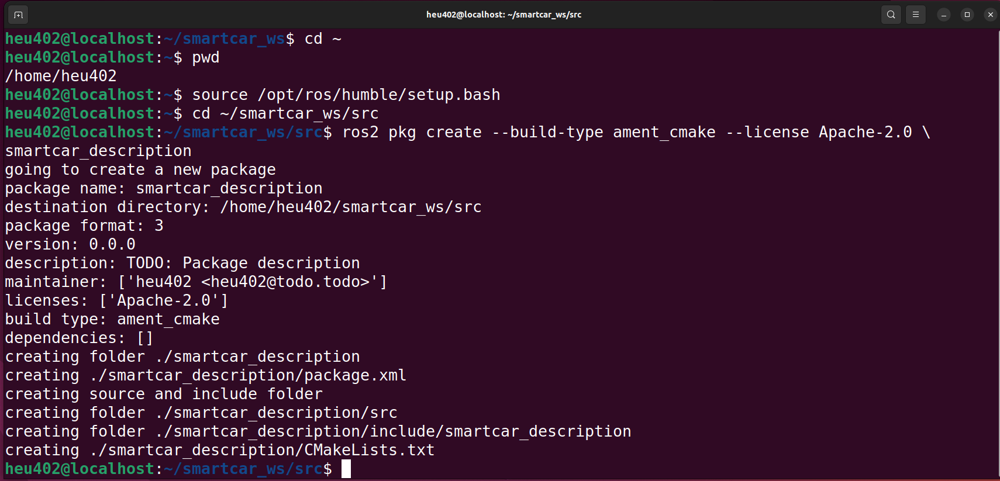 heu402@localhost: ~/smartcar_ws/src
heu402@localhost:~/smartcar_ws$ cd ~
heu402@localhost:~$ pwd
/home/heu402
heu402@localhost:~$ source /opt/ros/humble/setup.bash
heu402@localhost:~$ cd ~/smartcar_ws/src
heu402@localhost:~/smartcar_ws/src$ ros2 pkg create --build-type ament_cmake --license Apache-2.0 \
smartcar_description
going to create a new package
package name: smartcar_description
destination directory: /home/heu402/smartcar_ws/src
package format: 3
version: 0.0.0
description: TODO: Package description
maintainer: ['heu402 <heu402@todo.todo>']
licenses: ['Apache-2.0']
build type: ament_cmake
dependencies: []
creating folder ./smartcar_description
creating ./smartcar_description/package.xml
creating source and include folder
creating folder ./smartcar_description/src
creating folder ./smartcar_description/include/smartcar_description
creating ./smartcar_description/CMakeLists.txt
heu402@localhost:~/smartcar_ws/src$